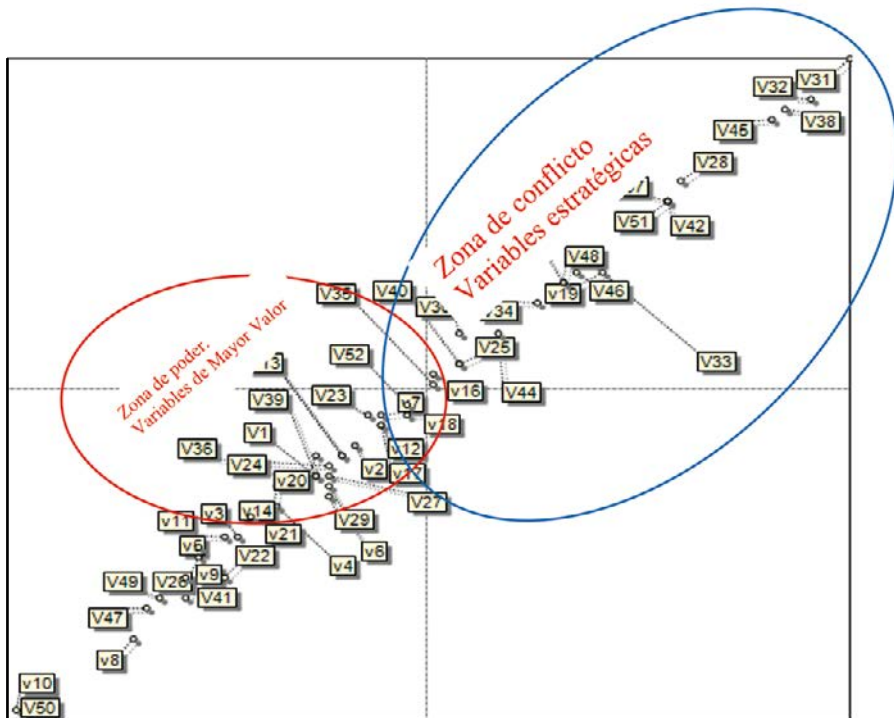 V31
V32
V38
V45
Zona de conflicto
Variables estratégicas
V28
V51
V42
V48
v19
V46
V35
V40
V34
V33
Zona de poder.
Variables de Mayor Valor
V52
V25
V39
V23
v16
V44
v18
V1
V36
V24
v12
v2
v20
V27
v11
v3
v14
v21
V29
v6
V22
v4
v9
V49
V41
V47
v8
v10
V50